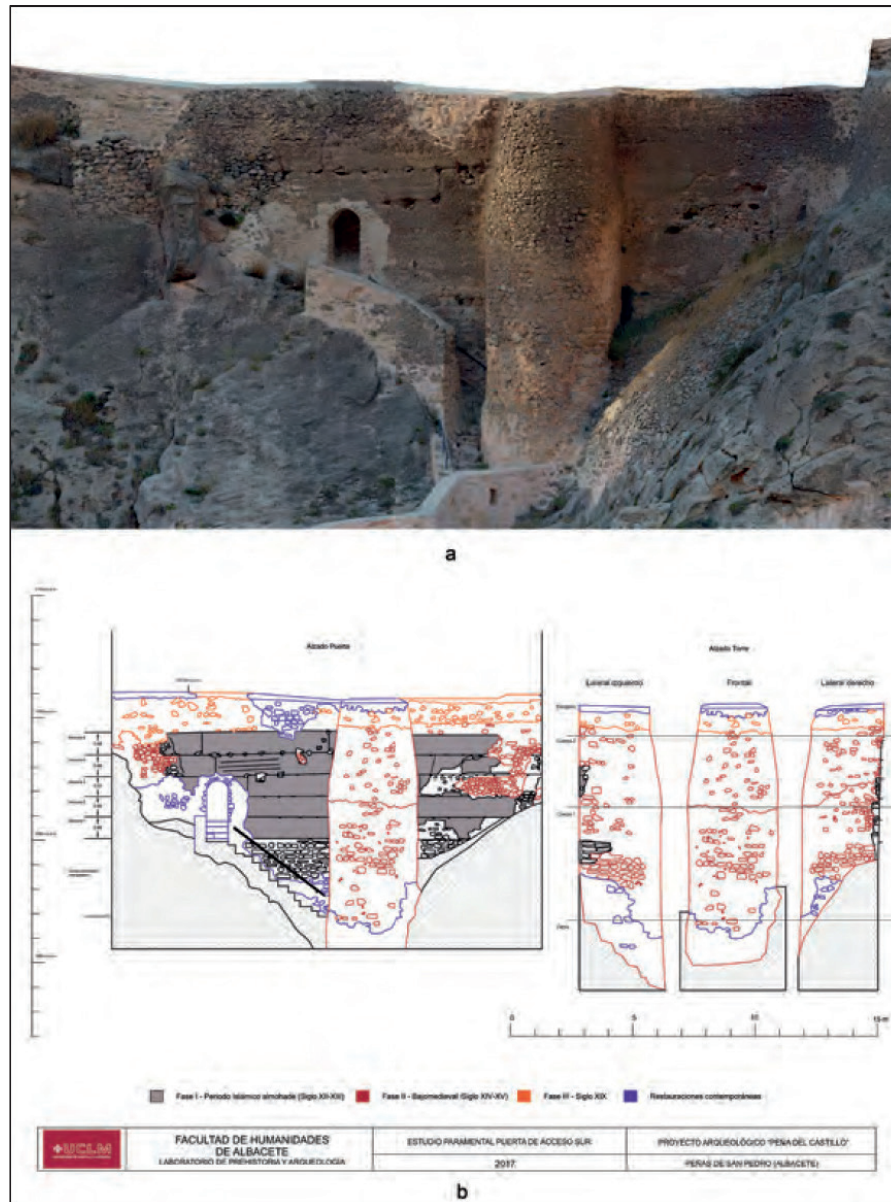 a
Alzado Puerta
Alzado Torre
Lateral izquierdo
Frontal
Lateral derecho
0
5
10
15 m
Fase I - Periodo Islámico almohade (Siglo XII-XIII)
Fase II - Bajomedieval (Siglo XIV-XV)
Fase III - Siglo XIX
Restauraciones contemporáneas
UCLM
FACULTAD DE HUMANIDADES
DE ALBACETE
LABORATORIO DE PREHISTORIA Y ARQUEOLOGÍA
ESTUDIO PARAMENTAL PUERTA DE ACCESO SUR
2017
PROYECTO ARQUEOLÓGICO "PEÑA DEL CASTILLO"
PEÑAS DE SAN PEDRO (ALBACETE)
b